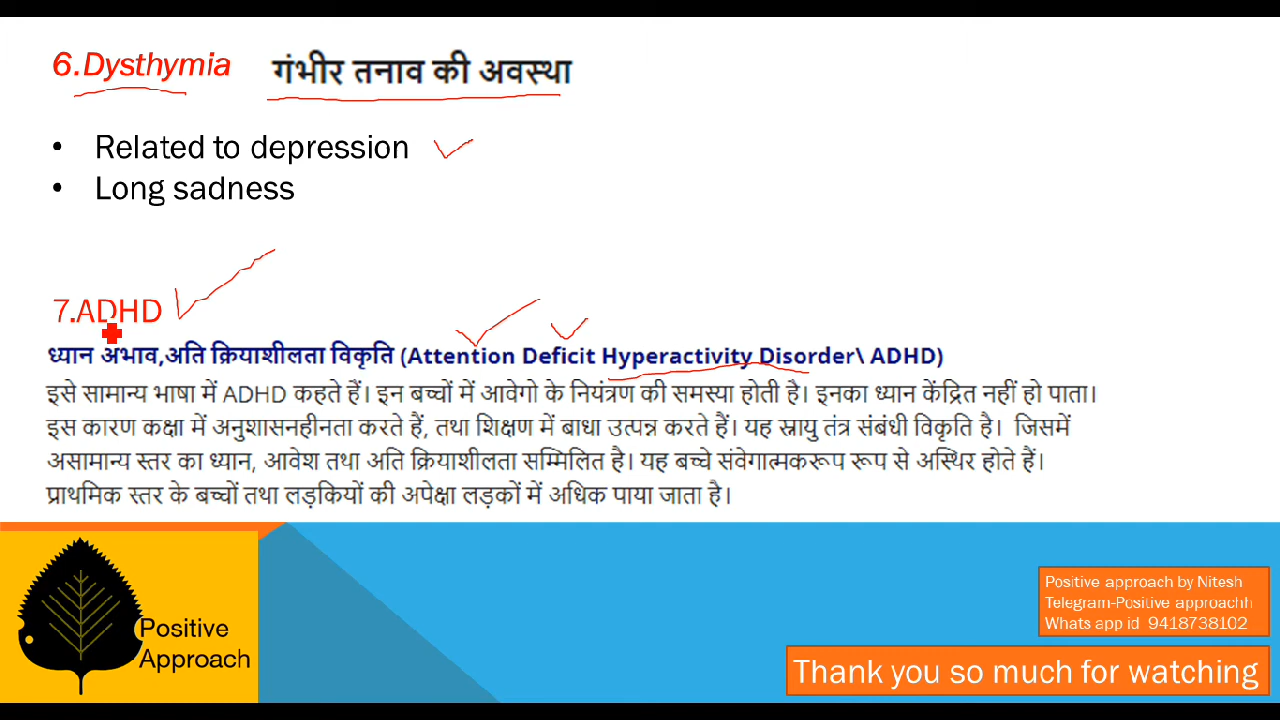 6.Dysthymia गंभीर तनाव की अवस्था
• Related to depression
• Long sadness
7.ADHD
ध्यान अभाव,अति क्रियाशीलता विकृति (Attention Deficit Hyperactivity Disorder\ ADHD)
इसे सामान्य भाषा में ADHD कहते हैं। इन बच्चों में आवेगो के नियंत्रण की समस्या होती है। इनका ध्यान केंद्रित नहीं हो पाता।
इस कारण कक्षा में अनुशासनहीनता करते हैं, तथा शिक्षण में बाधा उत्पन्न करते हैं। यह स्नायु तंत्र संबंधी विकृति है। जिसमें
असामान्य स्तर का ध्यान, आवेश तथा अति क्रियाशीलता सम्मिलित है। यह बच्चे संवेगात्मकरूप रूप से अस्थिर होते हैं।
प्राथमिक स्तर के बच्चों तथा लड़कियों की अपेक्षा लड़कों में अधिक पाया जाता है।
Positive
Approach
Positive approach by Nitesh
Telegram-Positive approachh
Whats app id 9418738102
Thank you so much for watching